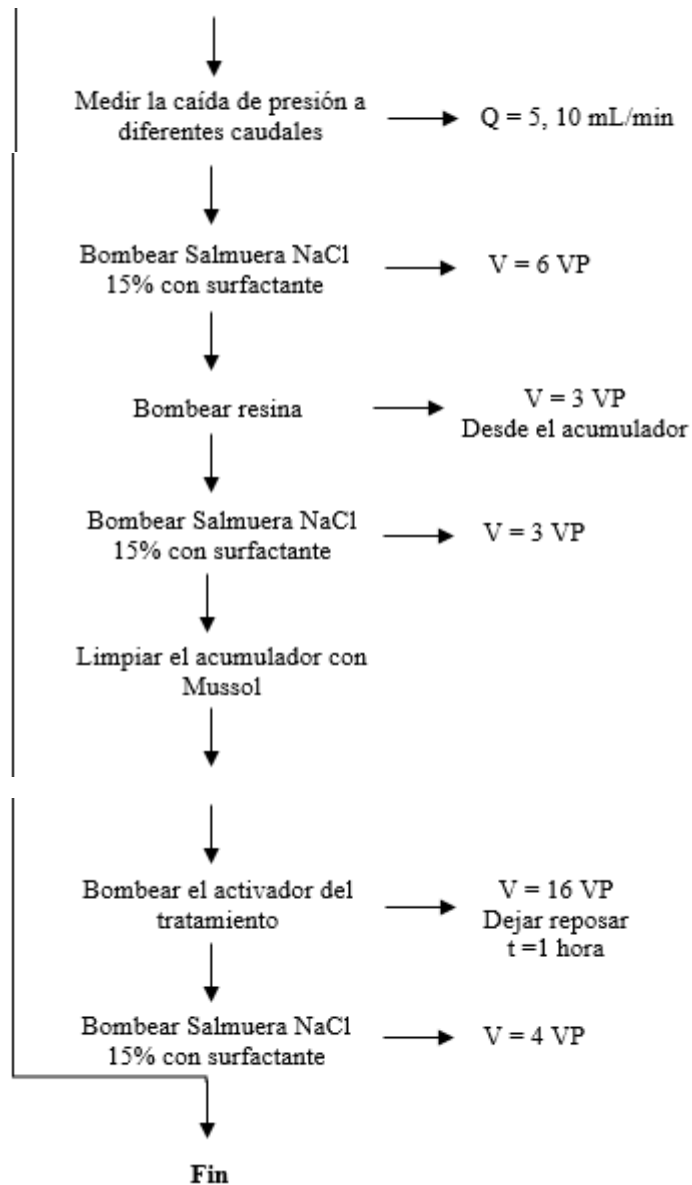 Medir la caída de presión a
diferentes caudales
Q = 5, 10 mL/min
Bombear Salmuera NaCl
15% con surfactante
V = 6 VP
Bombear resina
V = 3 VP
Desde el acumulador
Bombear Salmuera NaCl
15% con surfactante
V = 3 VP
Limpiar el acumulador con
Mussol
Bombear el activador del
tratamiento
V = 16 VP
Dejar reposar
t =1 hora
Bombear Salmuera NaCl
15% con surfactante
V = 4 VP
Fin